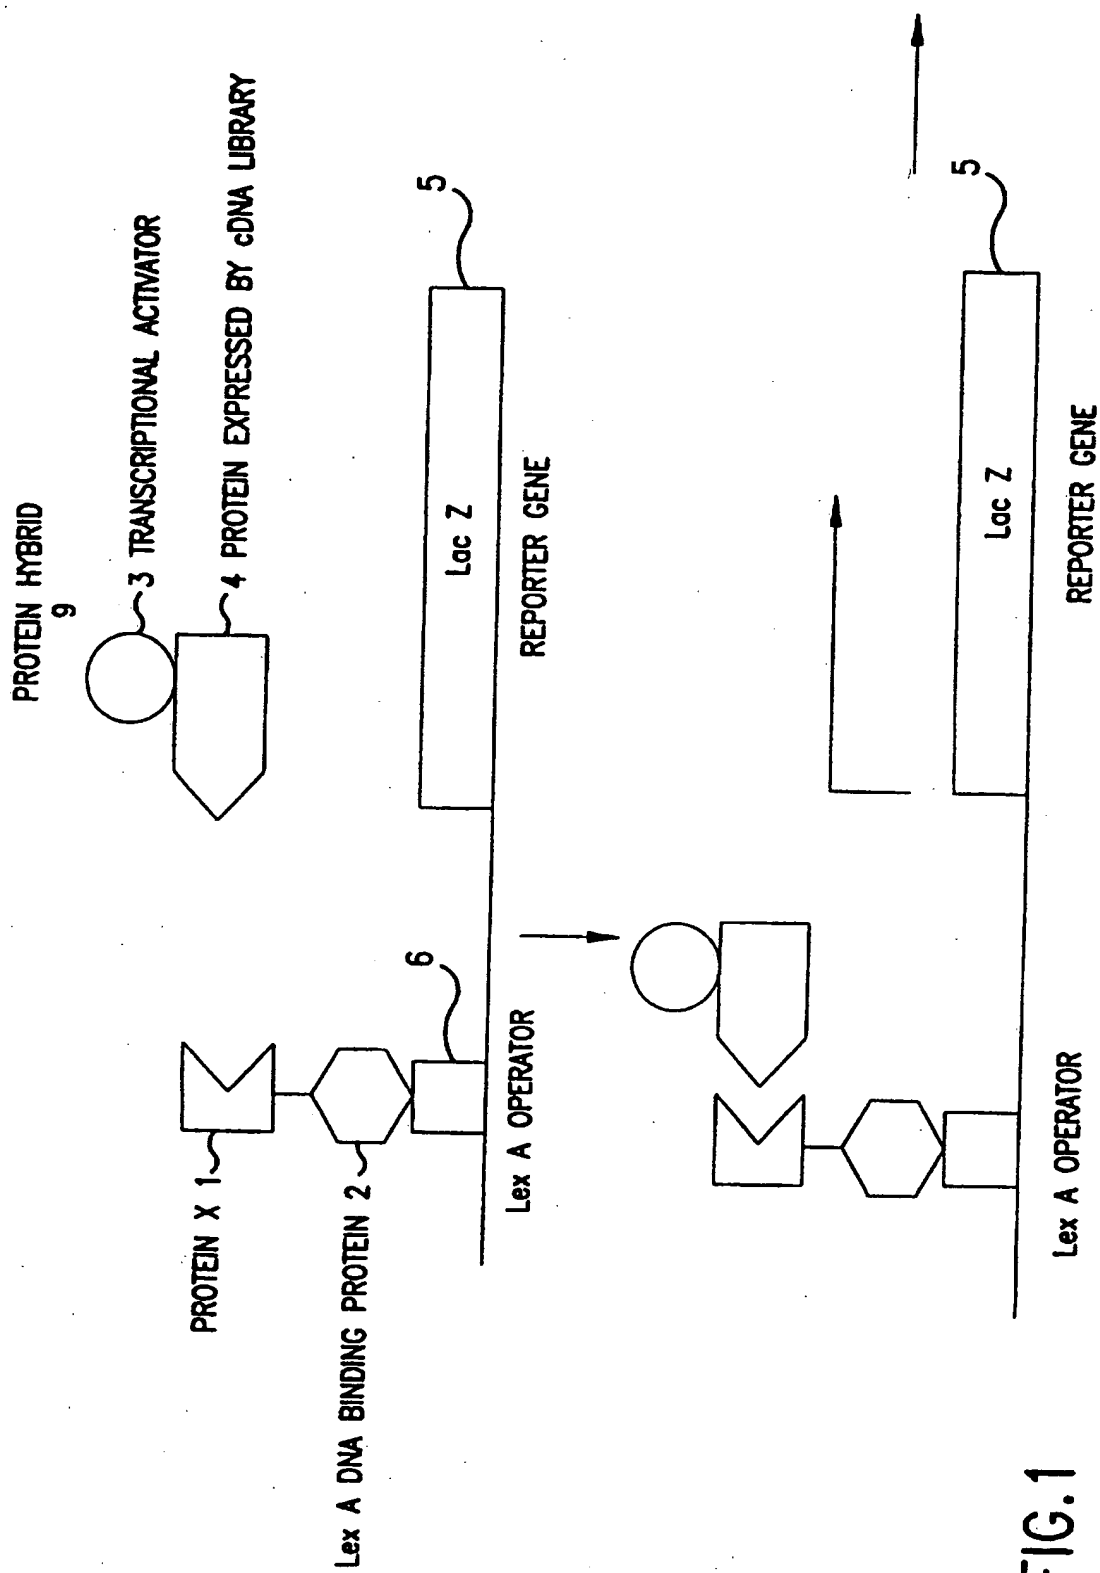 PROTEIN HYBRID
9
3 TRANSCRIPTIONAL ACTIVATOR
4 PROTEIN EXPRESSED BY cDNA LIBRARY
PROTEIN X 1
Lex A DNA BINDING PROTEIN 2
6
5
Lac Z
Lex A OPERATOR
REPORTER GENE
5
Lac Z
Lex A OPERATOR
REPORTER GENE
FIG.1